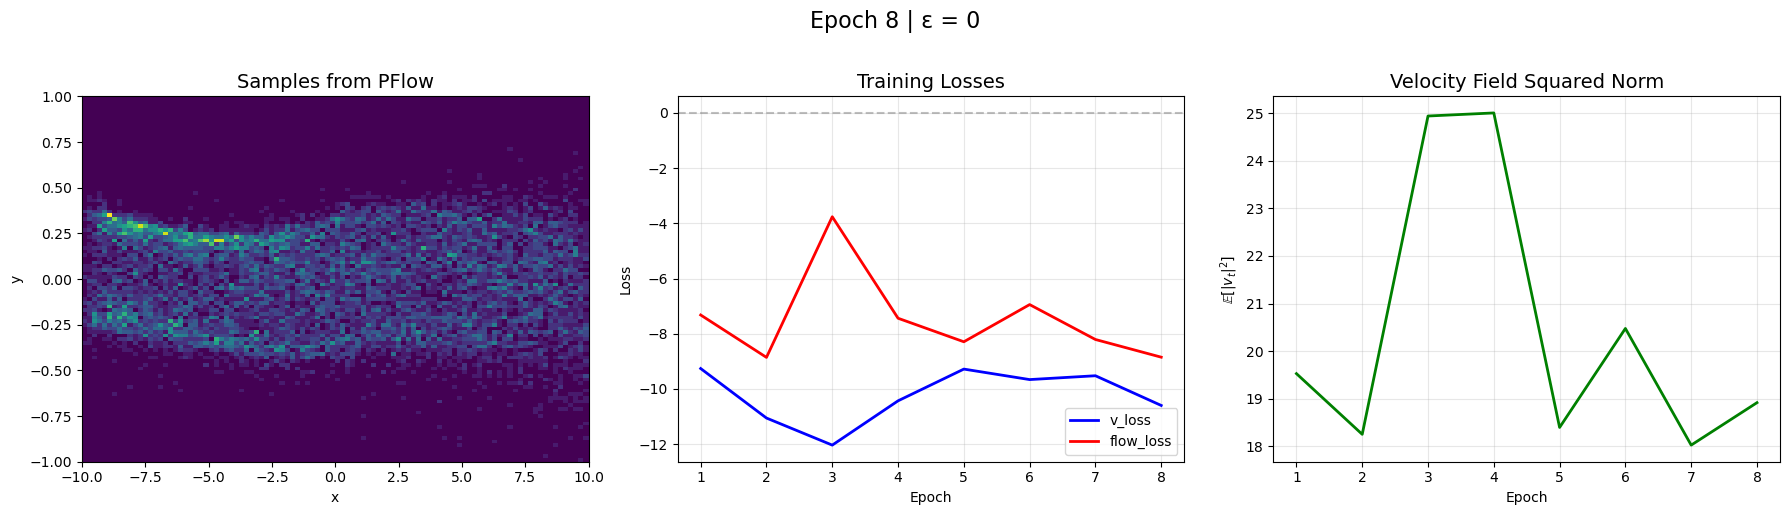 Epoch 8 | ε = 0
Samples from PFlow
1.00
0.75
0.50
0.25
0.00
−0.25
−0.50
−0.75
−1.00
y
−10.0 −7.5 −5.0 −2.5 0.0 2.5 5.0 7.5 10.0
x
Training Losses
0
−2
−4
−6
−8
−10
−12
Loss
v_loss
flow_loss
1 2 3 4 5 6 7 8
Epoch
Velocity Field Squared Norm
25
24
23
22
21
20
19
18
𝔼[|v_t|²]
1 2 3 4 5 6 7 8
Epoch